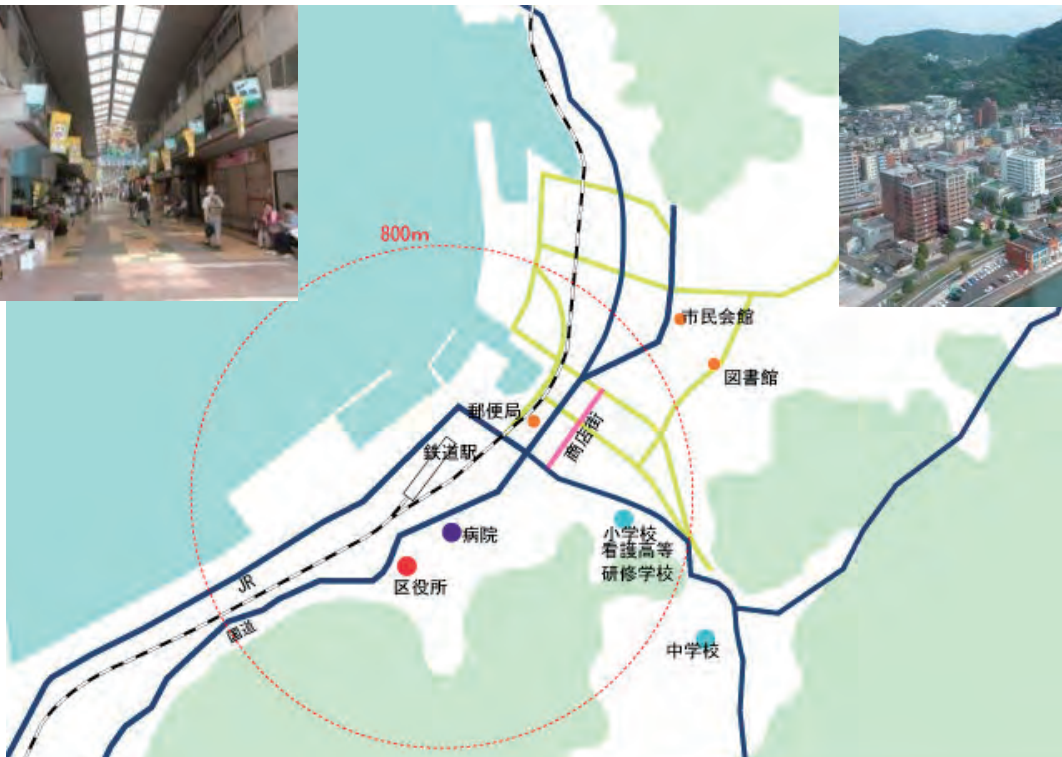 800m
市民会館
図書館
郵便局
商店街
鉄道駅
病院
小学校
看護高等
研修学校
区役所
JR
国道
中学校